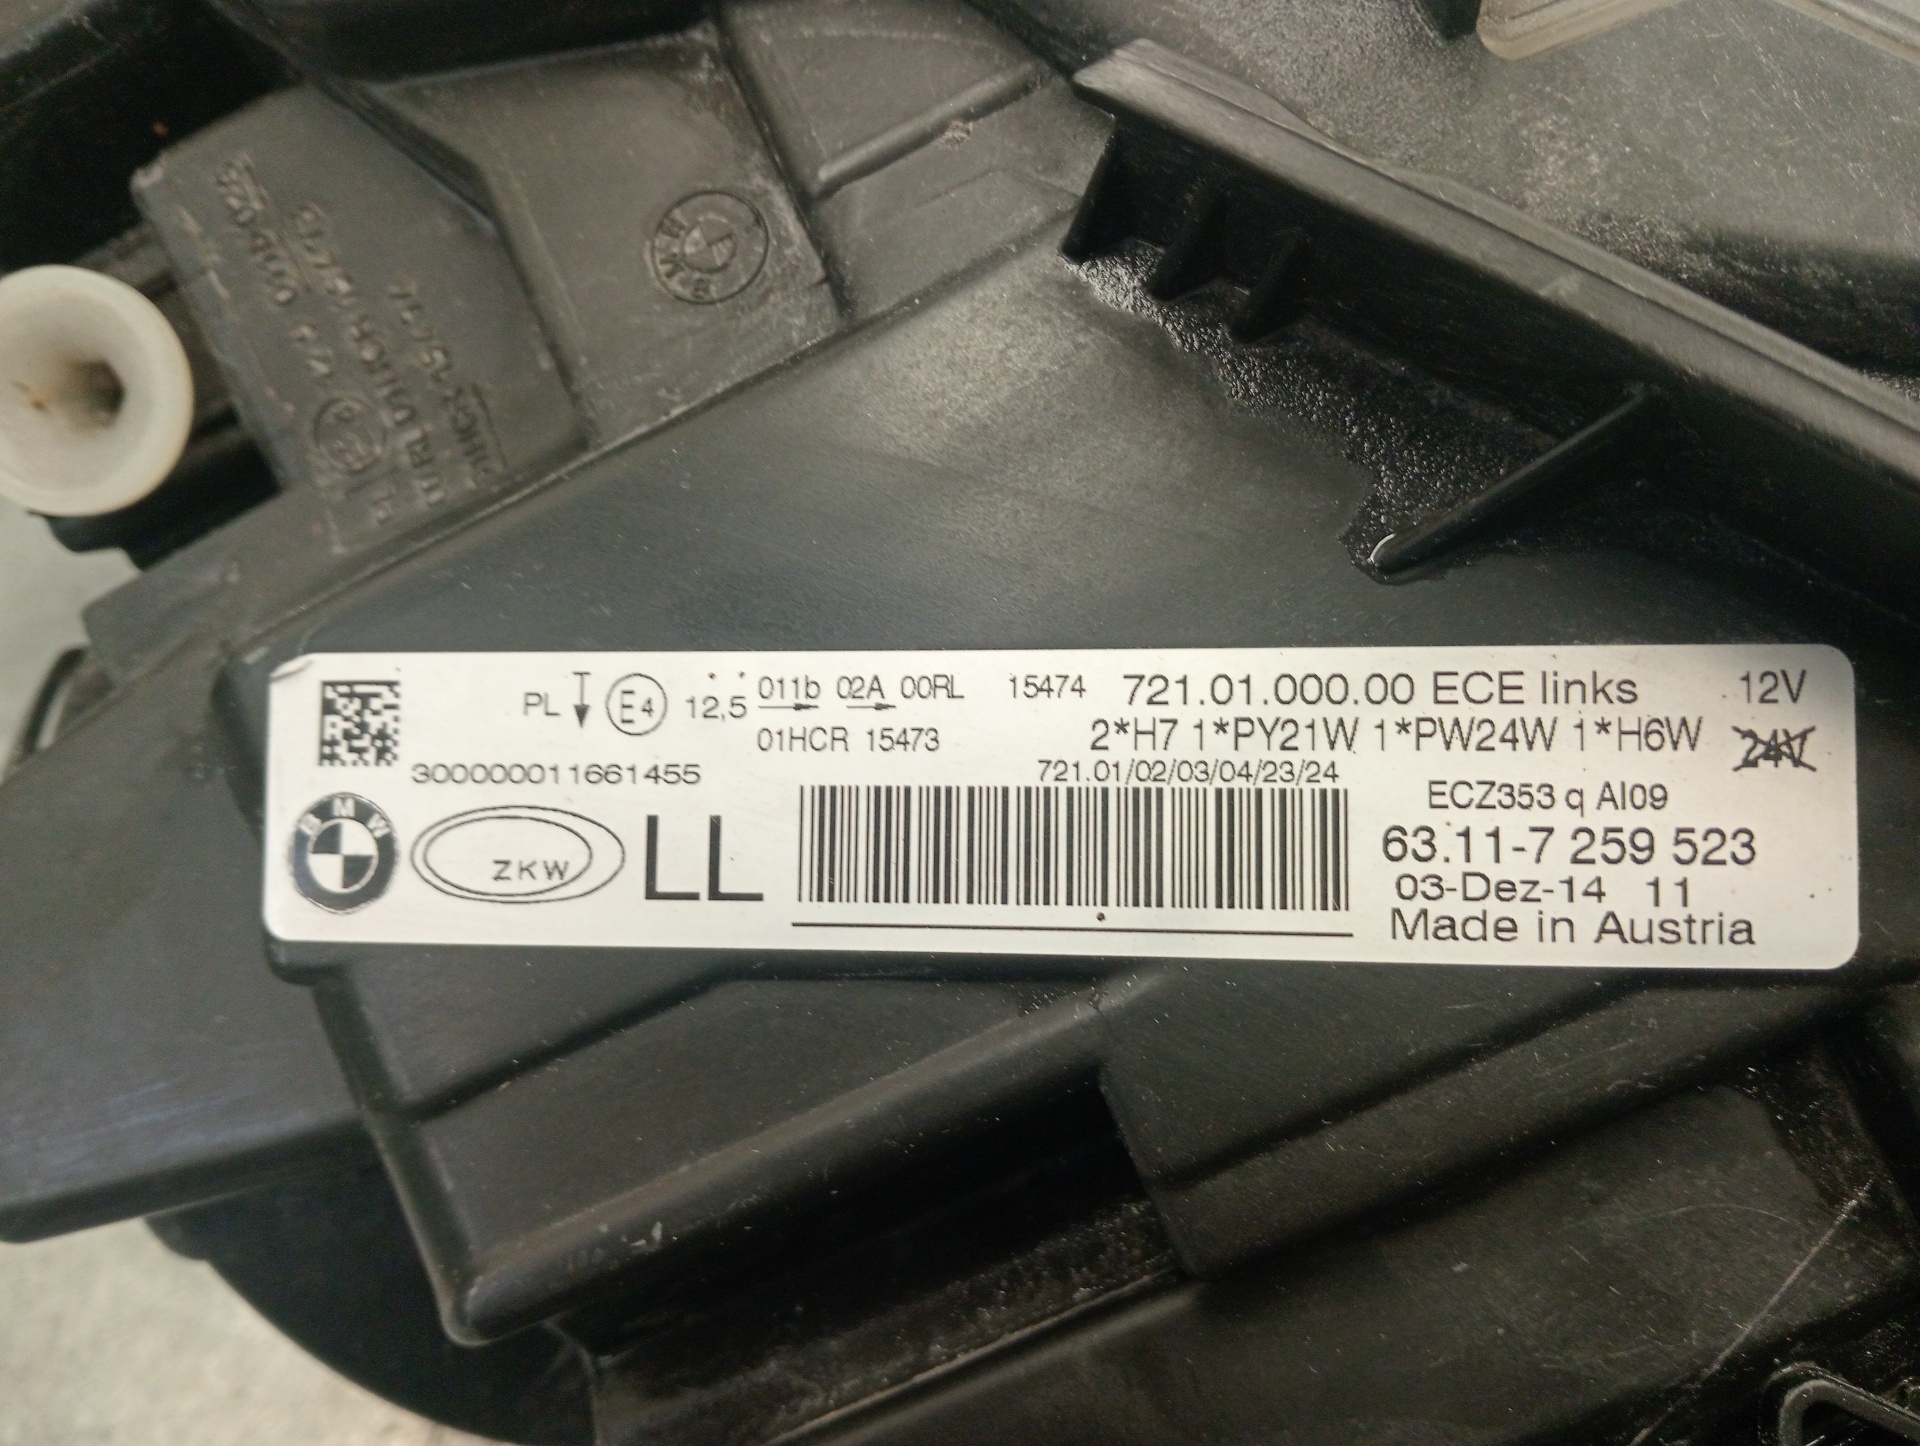 PL E4 12,5 011b 02A 00RL 15474 721.01.000.00 ECE links 12V
01HCR 15473 2*H7 1*PY21W 1*PW24W 1*H6W 24V
300000011661455 721.01/02/03/04/23/24
ECZ353 q AI09
BMW ZKW LL 63.11-7 259 523
03-Dez-14 11
Made in Austria
BMW